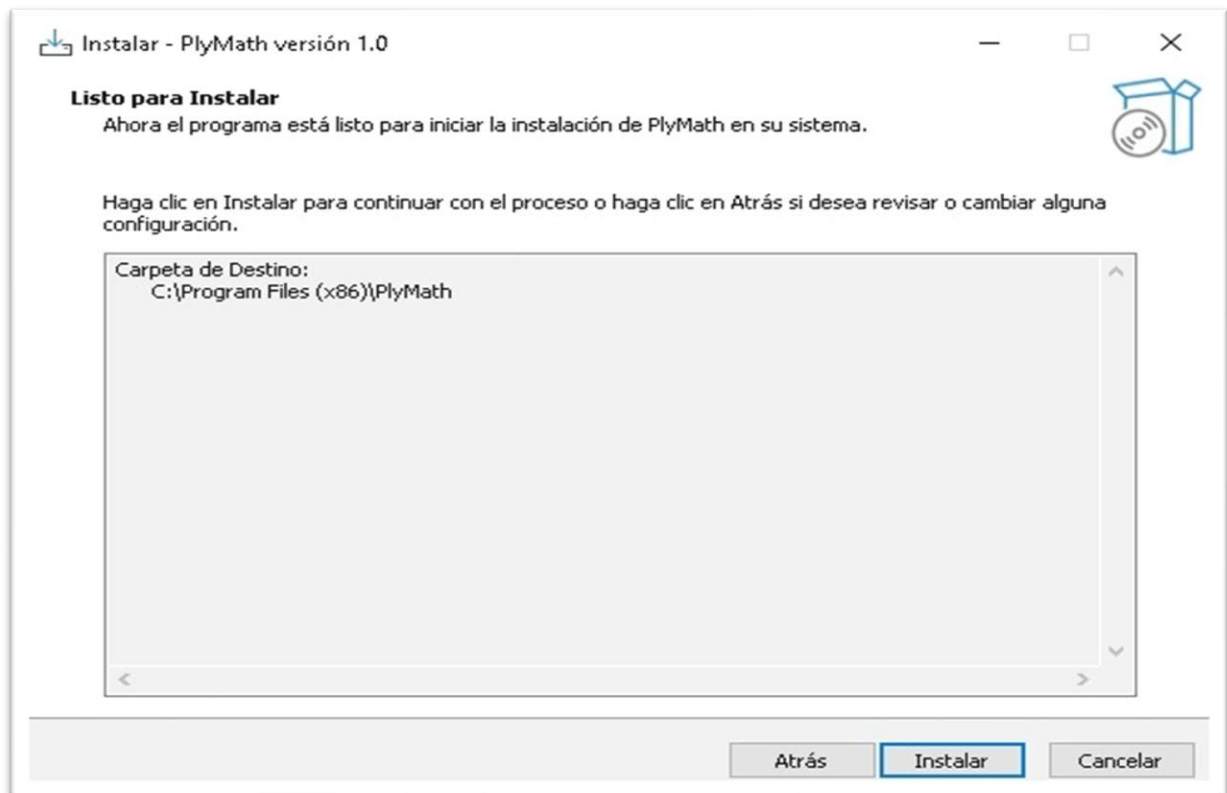 Instalar - PlyMath versión 1.0
Listo para Instalar
Ahora el programa está listo para iniciar la instalación de PlyMath en su sistema.
Haga clic en Instalar para continuar con el proceso o haga clic en Atrás si desea revisar o cambiar alguna
configuración.
Carpeta de Destino:
C:\Program Files (x86)\PlyMath
Atrás
Instalar
Cancelar